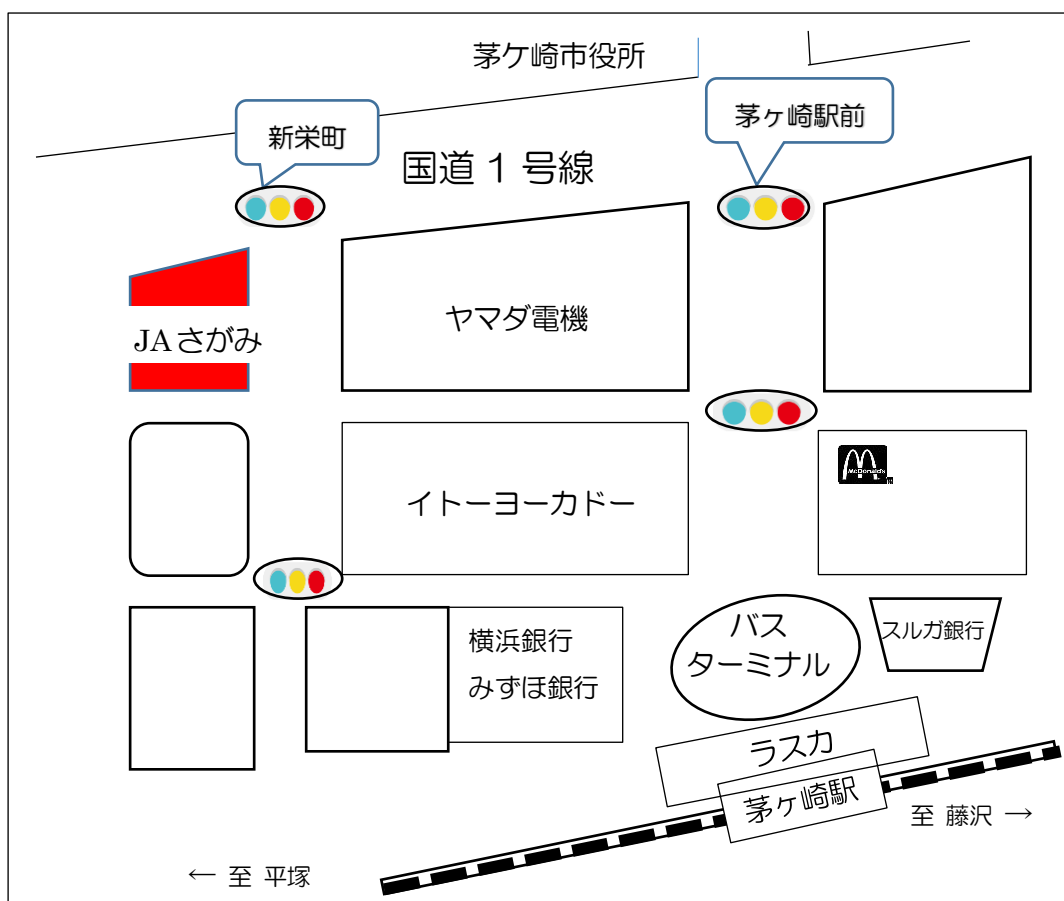 茅ケ崎市役所
新栄町
茅ヶ崎駅前
国道１号線
ヤマダ電機
JAさがみ
McDonald's
イトーヨーカドー
横浜銀行
みずほ銀行
バス
ターミナル
スルガ銀行
ラスカ
茅ヶ崎駅
至 藤沢 →
← 至 平塚